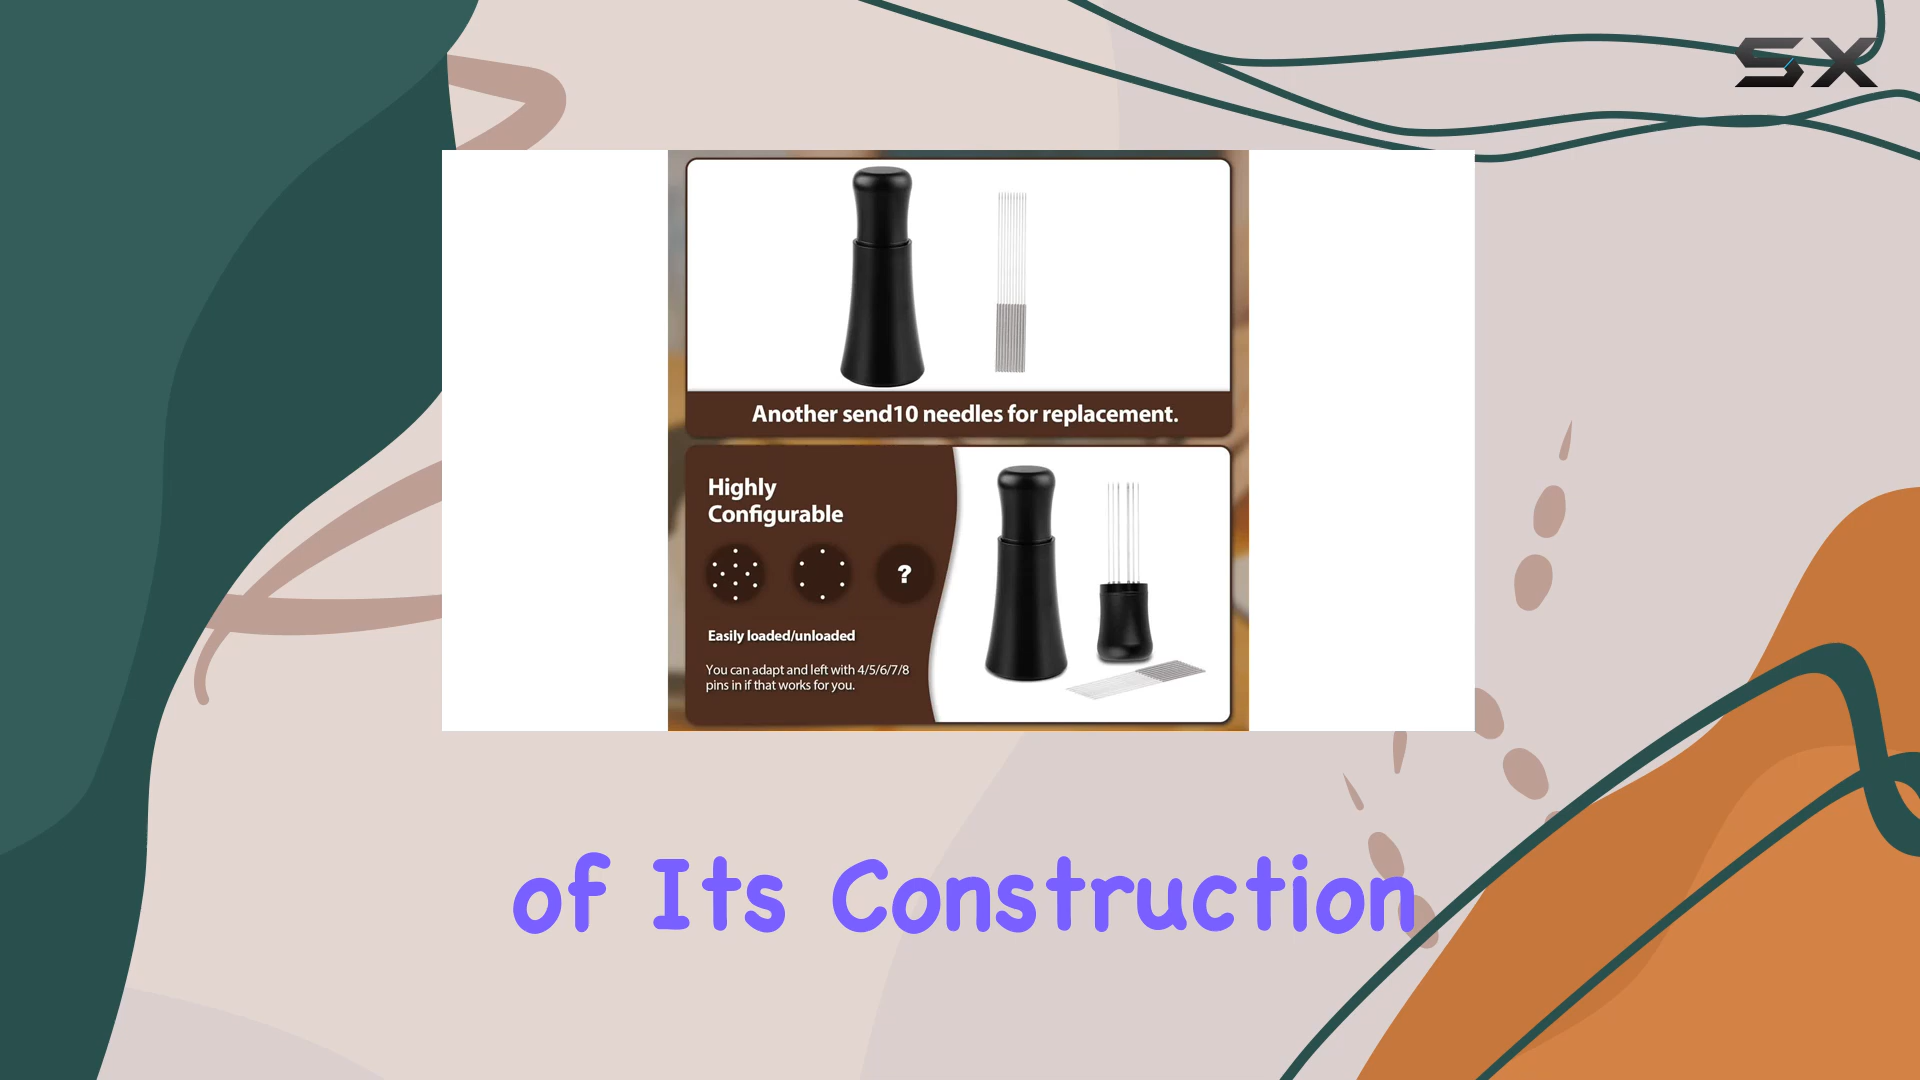 SX
Another send10 needles for replacement.
Highly
Configurable
?
Easily loaded/unloaded
You can adapt and left with 4/5/6/7/8
pins in if that works for you.
of Its Construction